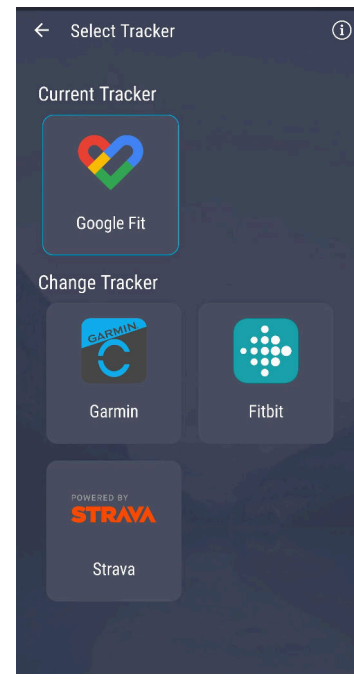 Select Tracker
Current Tracker
Google Fit
Change Tracker
GARMIN
Garmin
Fitbit
POWERED BY
STRAVA
Strava